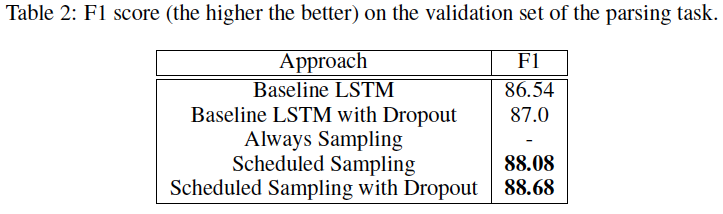 Table 2: F1 score (the higher the better) on the validation set of the parsing task.
Approach F1
Baseline LSTM 86.54
Baseline LSTM with Dropout 87.0
Always Sampling -
Scheduled Sampling 88.08
Scheduled Sampling with Dropout 88.68